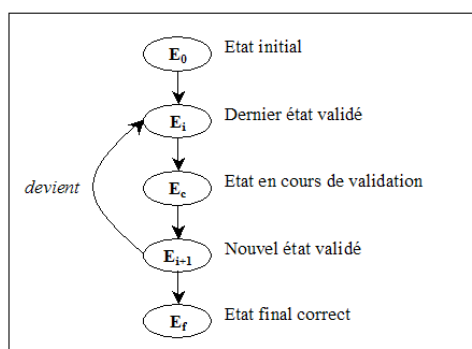 E0 Etat initial
Ei Dernier état validé
devient Ec Etat en cours de validation
Ei+1 Nouvel état validé
Ef Etat final correct